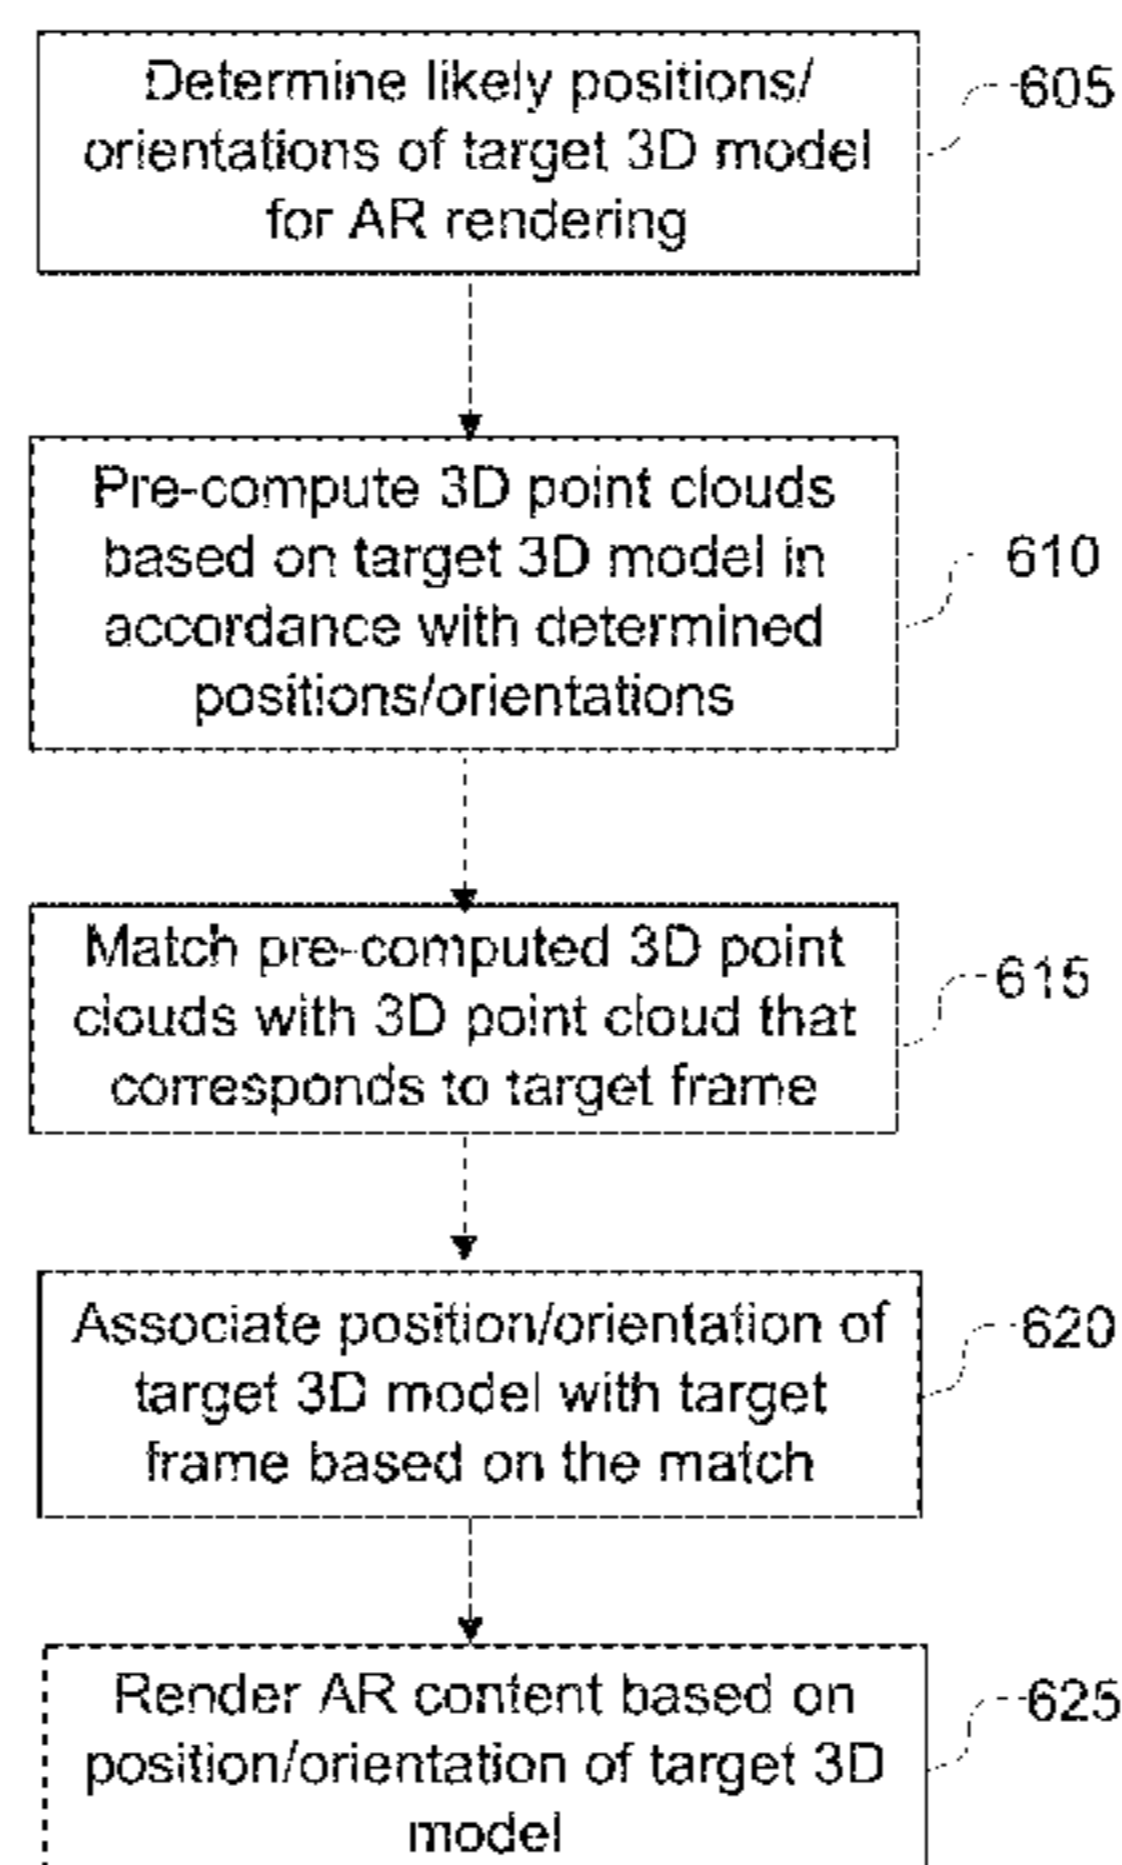 Determine likely positions/
orientations of target 3D model
for AR rendering
605
Pre-compute 3D point clouds
based on target 3D model in
accordance with determined
positions/orientations
610
Match pre-computed 3D point
clouds with 3D point cloud that
corresponds to target frame
615
Associate position/orientation of
target 3D model with target
frame based on the match
620
Render AR content based on
position/orientation of target 3D
model
625